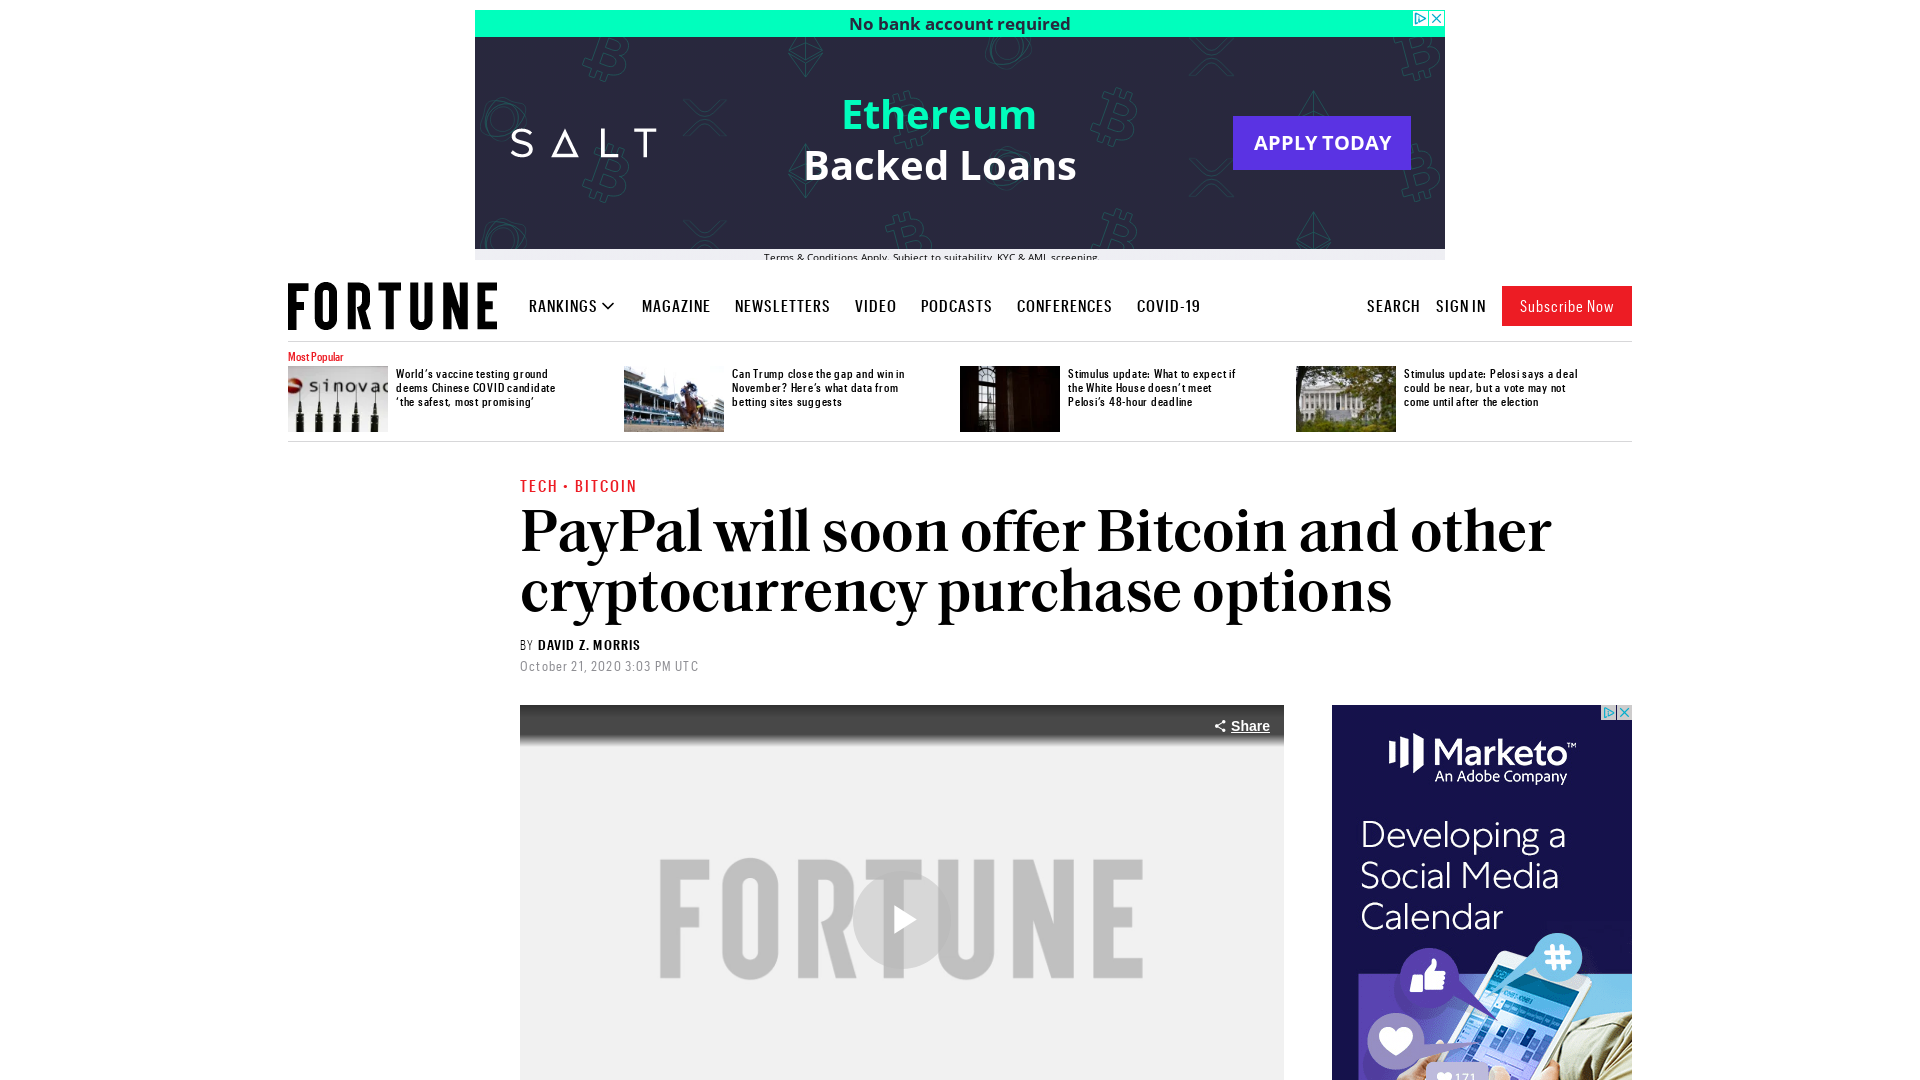 No bank account required
SALT
Ethereum
Backed Loans
APPLY TODAY
Terms & Conditions Apply. Subject to suitability, KYC & AML screening.
FORTUNE
RANKINGS
MAGAZINE
NEWSLETTERS
VIDEO
PODCASTS
CONFERENCES
COVID-19
SEARCH
SIGN IN
Subscribe Now
Most Popular
sinovac
World’s vaccine testing ground
deems Chinese COVID candidate
‘the safest, most promising’
Can Trump close the gap and win in
November? Here’s what data from
betting sites suggests
Stimulus update: What to expect if
the White House doesn’t meet
Pelosi’s 48-hour deadline
Stimulus update: Pelosi says a deal
could be near, but a vote may not
come until after the election
TECH • BITCOIN
PayPal will soon offer Bitcoin and other
cryptocurrency purchase options
BY DAVID Z. MORRIS
October 21, 2020 3:03 PM UTC
Share
FORTUNE
Marketo™
An Adobe Company
Developing a
Social Media
Calendar
#
171